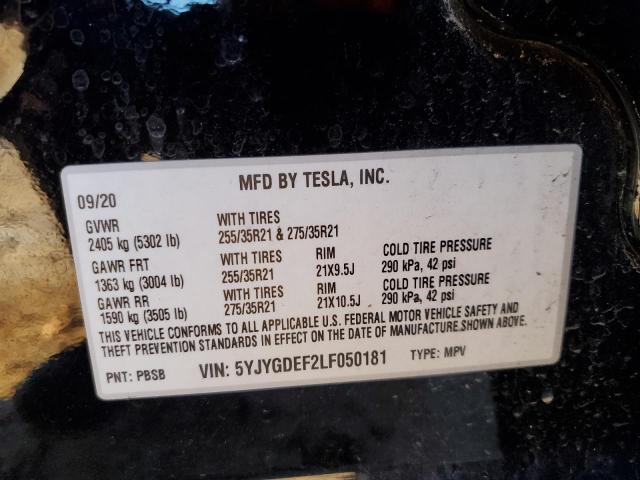 MFD BY TESLA, INC.
09/20
GVWR WITH TIRES
2405 kg (5302 lb) 255/35R21 & 275/35R21
GAWR FRT WITH TIRES RIM COLD TIRE PRESSURE
1363 kg (3004 lb) 255/35R21 21X9.5J 290 kPa, 42 psi
GAWR RR WITH TIRES RIM COLD TIRE PRESSURE
1590 kg (3505 lb) 275/35R21 21X10.5J 290 kPa, 42 psi
THIS VEHICLE CONFORMS TO ALL APPLICABLE U.S. FEDERAL MOTOR VEHICLE SAFETY AND
THEFT PREVENTION STANDARDS IN EFFECT ON THE DATE OF MANUFACTURE.SHOWN ABOVE.
PNT: PBSB VIN: 5YJYGDEF2LF050181 TYPE: MPV